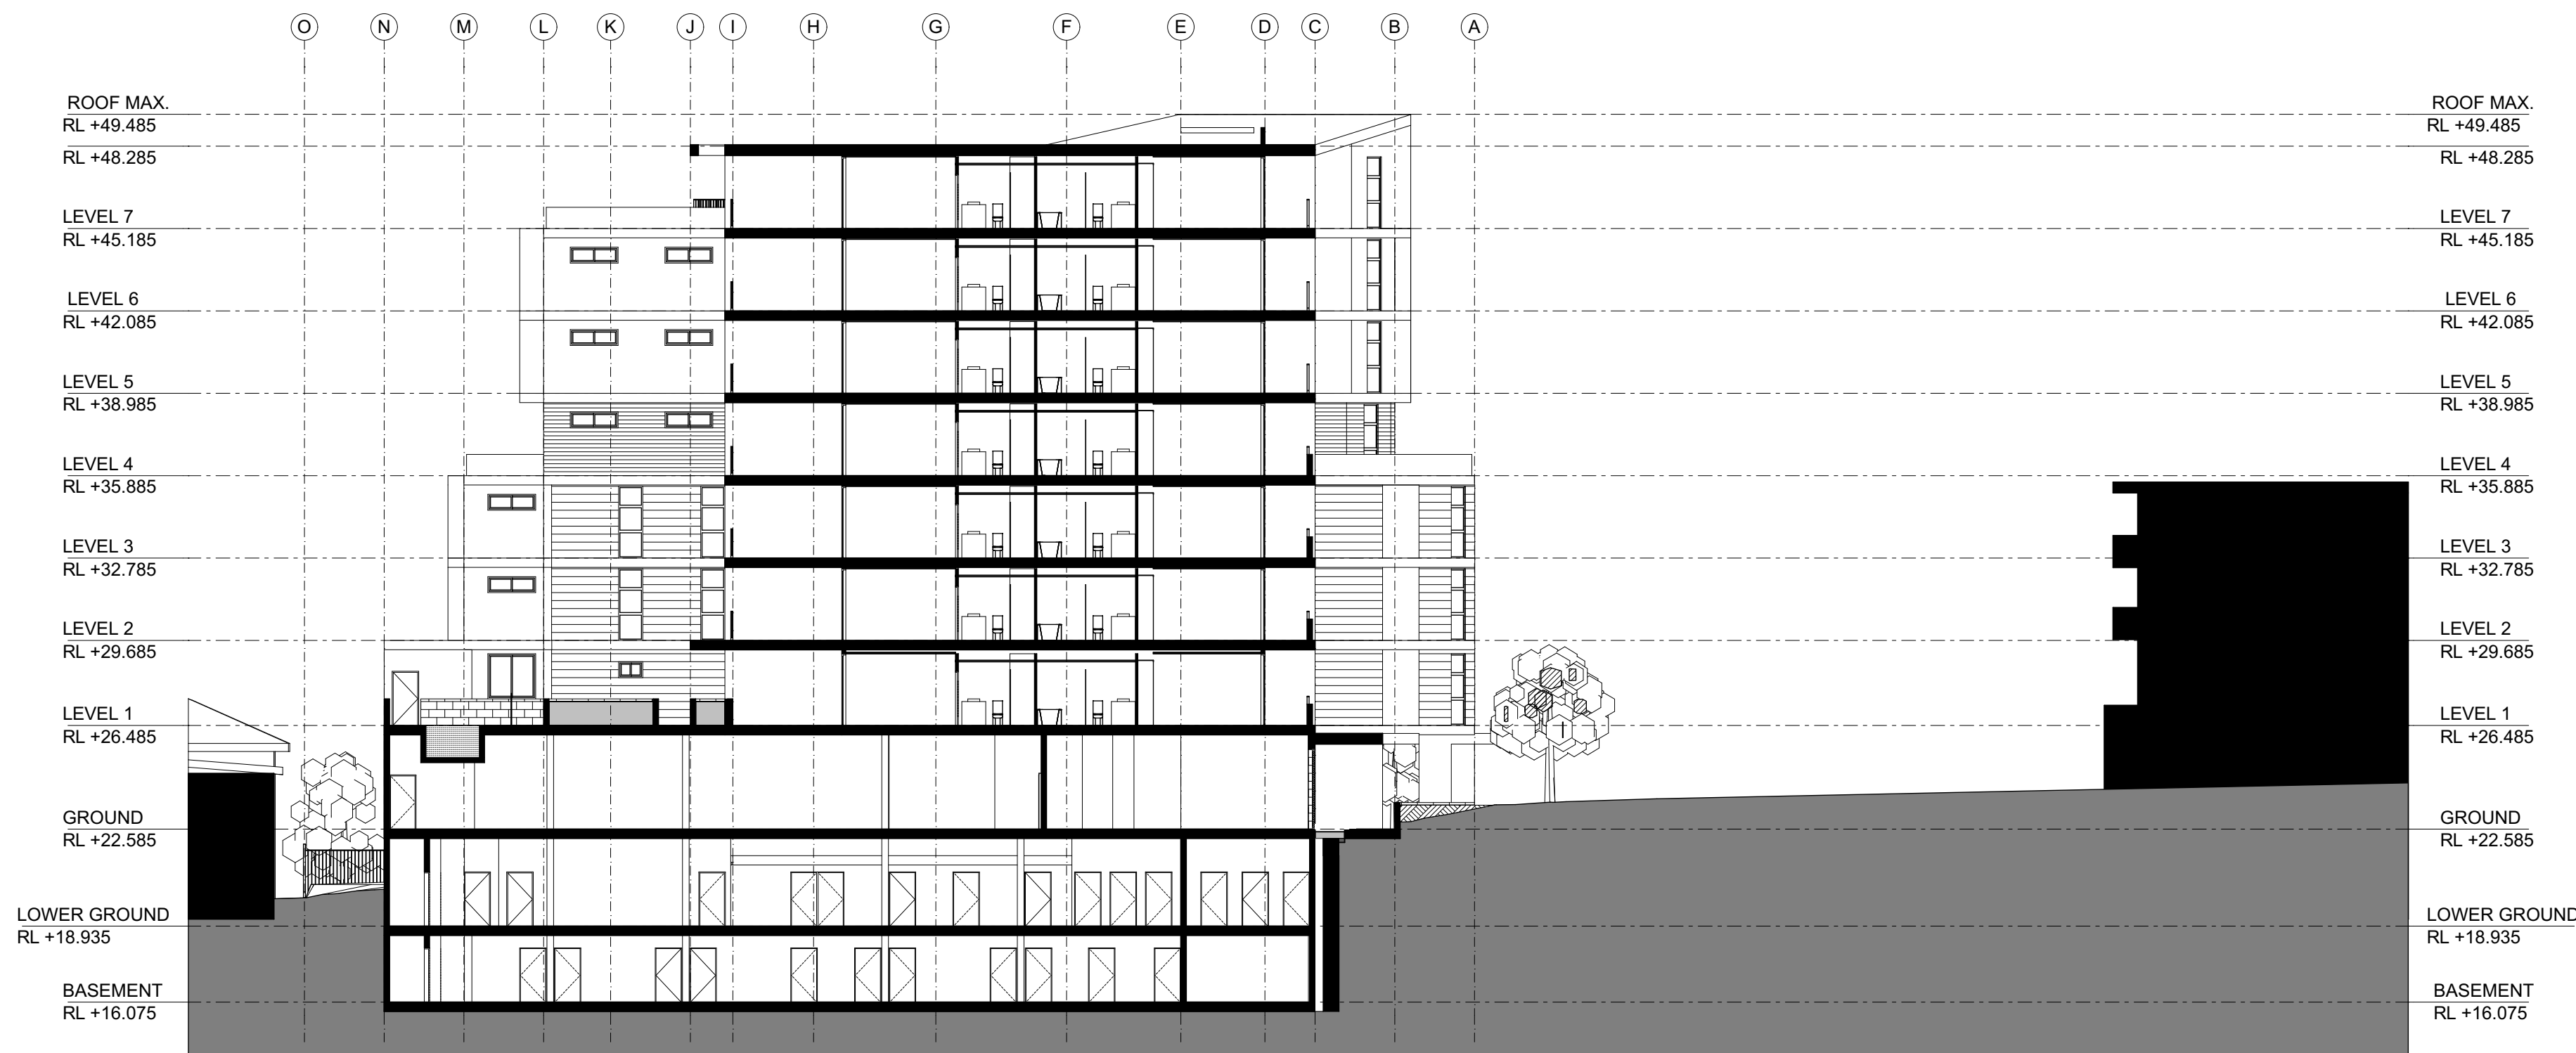 O N M L K J I H G F E D C B A
ROOF MAX.
RL +49.485
RL +48.285
LEVEL 7
RL +45.185
LEVEL 6
RL +42.085
LEVEL 5
RL +38.985
LEVEL 4
RL +35.885
LEVEL 3
RL +32.785
LEVEL 2
RL +29.685
LEVEL 1
RL +26.485
GROUND
RL +22.585
LOWER GROUND
RL +18.935
BASEMENT
RL +16.075
ROOF MAX.
RL +49.485
RL +48.285
LEVEL 7
RL +45.185
LEVEL 6
RL +42.085
LEVEL 5
RL +38.985
LEVEL 4
RL +35.885
LEVEL 3
RL +32.785
LEVEL 2
RL +29.685
LEVEL 1
RL +26.485
GROUND
RL +22.585
LOWER GROUND
RL +18.935
BASEMENT
RL +16.075